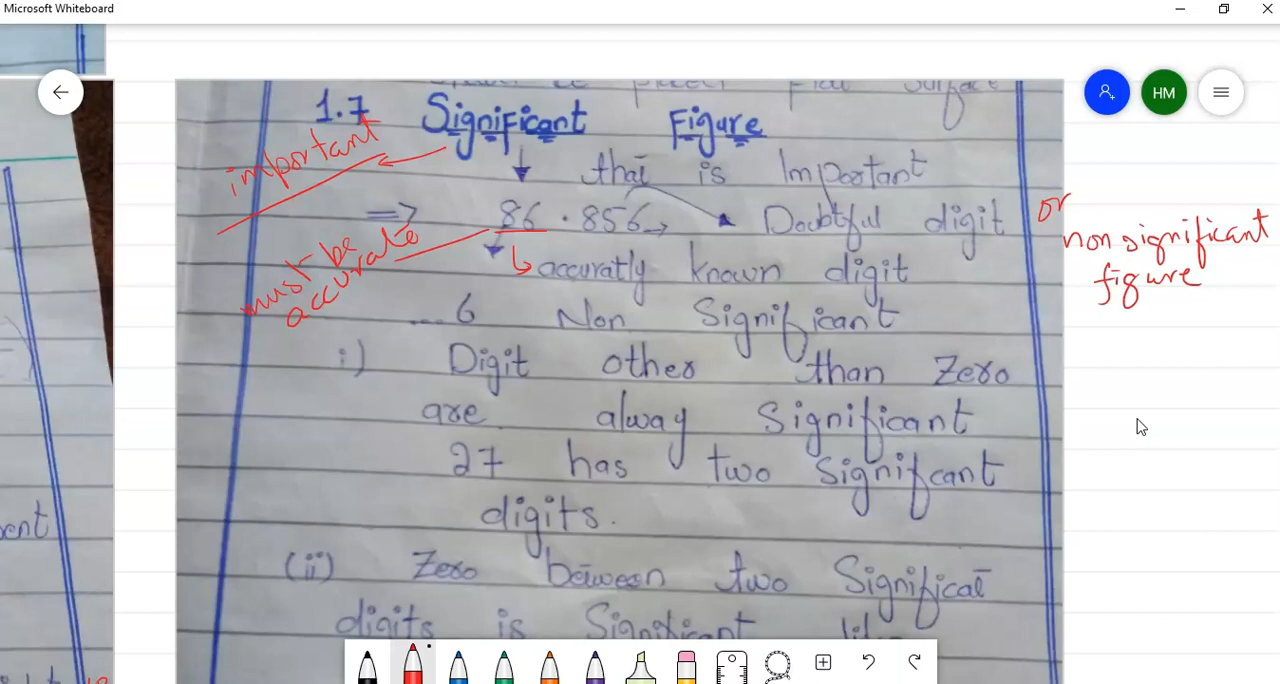 Microsoft Whiteboard
HM
1.7 Significant Figure
important
that is Important
=> 86.856 → Doubtful digit
or
non significant
figure
must be
accurate
accuratly known digit
6 Non Significant
i) Digit other than Zero
are alway Significant
27 has two Significant
digits.
(ii) Zero between two Significat
digits is Significant